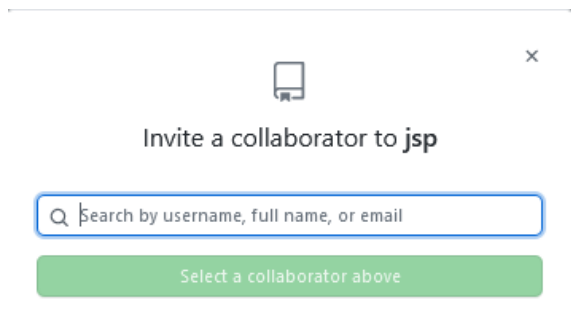 Invite a collaborator to jsp
Search by username, full name, or email
Select a collaborator above